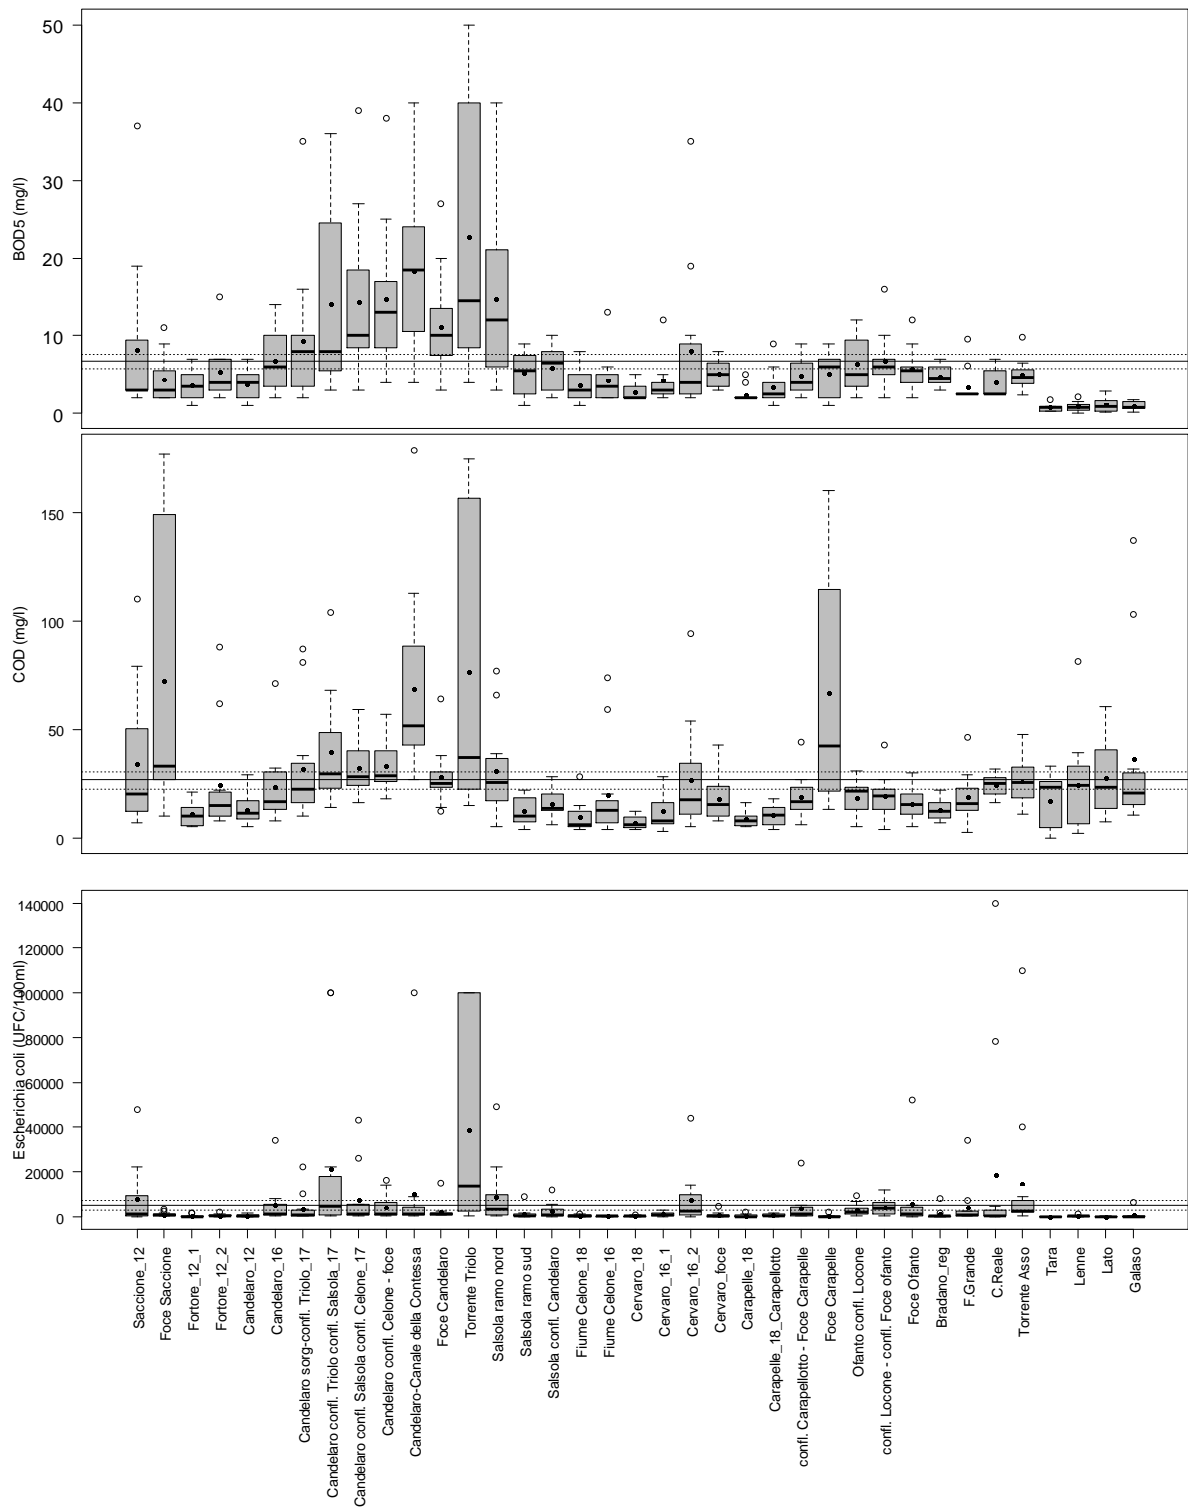 50
40
30
20
10
0
BOD5 (mg/l)
150
100
50
0
COD (mg/l)
140000
120000
100000
80000
60000
40000
20000
0
Escherichia coli (UFC/100ml)
Saccione_12
Foce Saccione
Fortore_12_1
Fortore_12_2
Candelaro_12
Candelaro_16
Candelaro sorg-confl. Triolo_17
Candelaro confl. Triolo confl. Salsola_17
Candelaro confl. Salsola confl. Celone_17
Candelaro confl. Celone - foce
Candelaro-Canale della Contessa
Foce Candelaro
Torrente Triolo
Salsola ramo nord
Salsola ramo sud
Salsola confl. Candelaro
Fiume Celone_18
Fiume Celone_16
Cervaro_18
Cervaro_16_1
Cervaro_16_2
Cervaro_foce
Carapelle_18
Carapelle_18_Carapellotto
confl. Carapellotto - Foce Carapelle
Foce Carapelle
Ofanto confl. Locone
confl. Locone - confl. Foce ofanto
Foce Ofanto
Bradano_reg
F.Grande
C.Reale
Torrente Asso
Tara
Lenne
Lato
Galaso